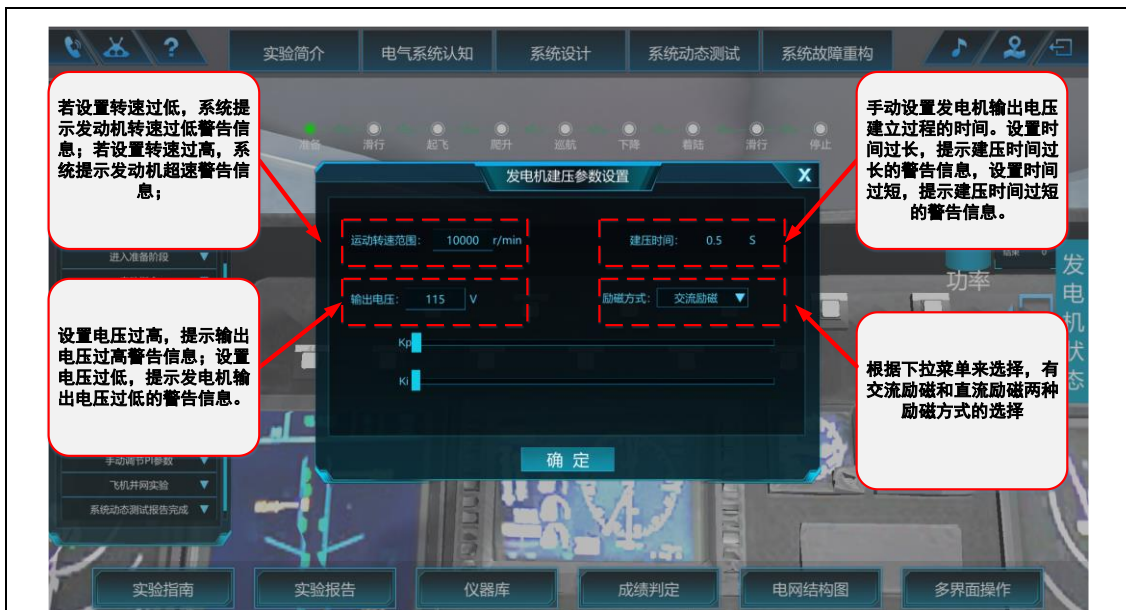 ?
实验简介
电气系统认知
系统设计
系统动态测试
系统故障重构
若设置转速过低，系统提
示发动机转速过低警告信
息；若设置转速过高，系
统提示发动机超速警告信
息；
手动设置发电机输出电压
建立过程的时间。设置时
间过长，提示建压时间过
长的警告信息，设置时间
过短，提示建压时间过短
的警告信息。
准备
滑行
起飞
爬升
巡航
下降
着陆
滑行
停止
发电机建压参数设置
X
运动转速范围： 10000 r/min
建压时间： 0.5 S
输出电压： 115 V
励磁方式： 交流励磁
Kp
Ki
确 定
进入准备阶段
功率
发电机状态
设置电压过高，提示输出
电压过高警告信息；设置
电压过低，提示发电机输
出电压过低的警告信息。
根据下拉菜单来选择，有
交流励磁和直流励磁两种
励磁方式的选择
手动调节PI参数
飞机并网实验
系统动态测试报告完成
实验指南
实验报告
仪器库
成绩判定
电网结构图
多界面操作